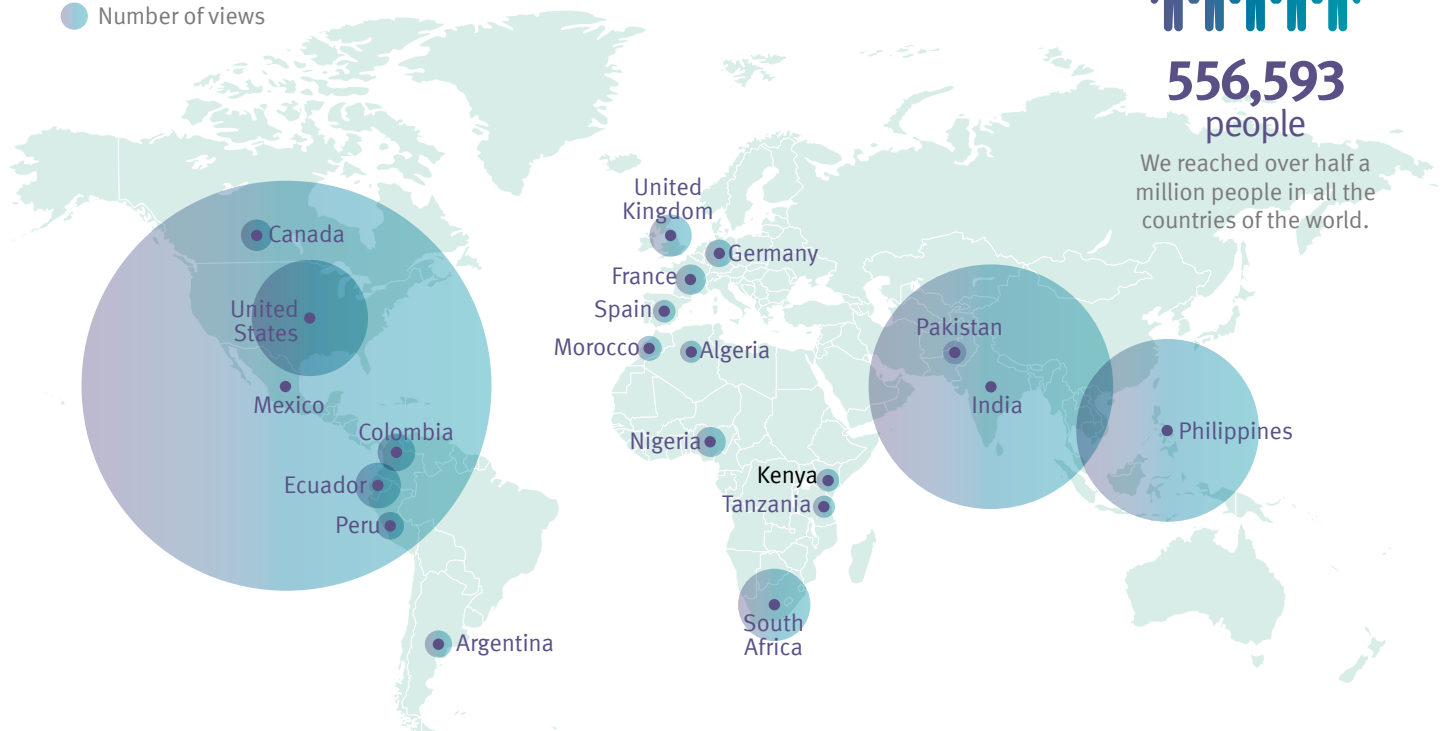 Number of views
556,593
people
We reached over half a
million people in all the
countries of the world.
United
Kingdom
Canada
Germany
France
United
States
Spain
Pakistan
Morocco
Algeria
Mexico
India
Colombia
Philippines
Nigeria
Ecuador
Kenya
Tanzania
Peru
South
Africa
Argentina